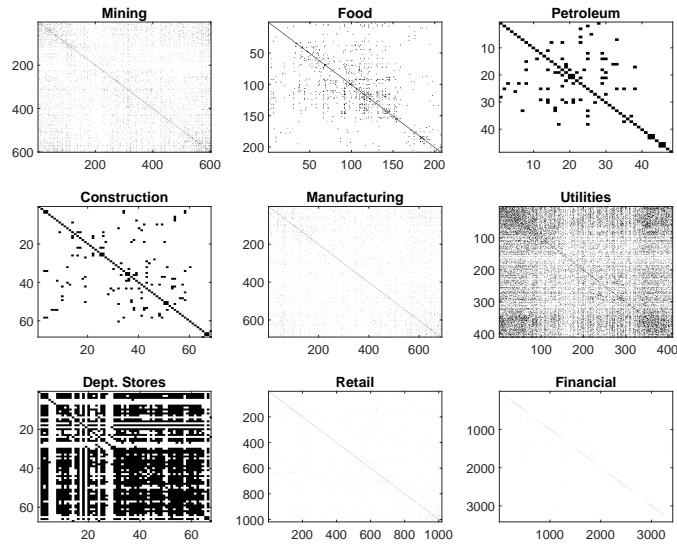 Mining
200
400
600
200 400 600
Food
50
100
150
200
50 100 150 200
Petroleum
10
20
30
40
10 20 30 40
Construction
20
40
60
20 40 60
Manufacturing
200
400
600
200 400 600
Utilities
100
200
300
400
100 200 300 400
Dept. Stores
20
40
60
20 40 60
Retail
200
400
600
800
1000
200 400 600 800 1000
Financial
1000
2000
3000
1000 2000 3000